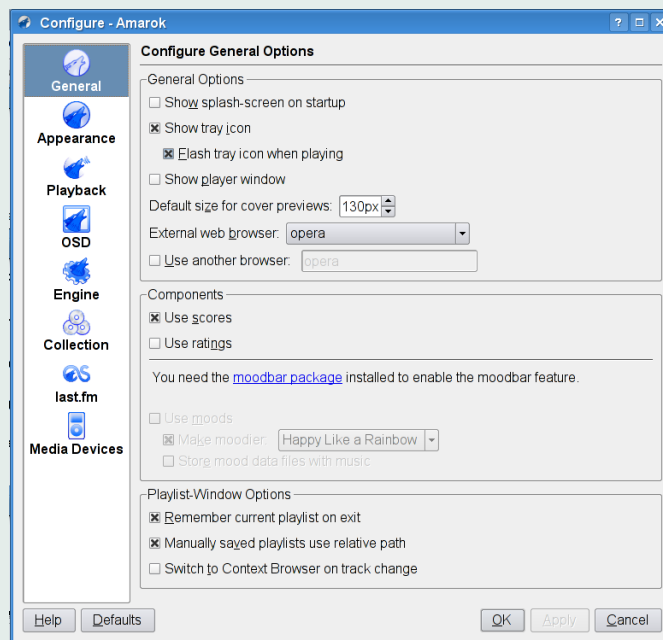 Configure - Amarok
General
Appearance
Playback
OSD
Engine
Collection
last.fm
Media Devices
Configure General Options
General Options
Show splash-screen on startup
Show tray icon
Flash tray icon when playing
Show player window
Default size for cover previews: 130px
External web browser: opera
Use another browser: opera
Components
Use scores
Use ratings
You need the moodbar package installed to enable the moodbar feature.
Use moods
Make moodier: Happy Like a Rainbow
Store mood data files with music
Playlist-Window Options
Remember current playlist on exit
Manually saved playlists use relative path
Switch to Context Browser on track change
Help Defaults OK Apply Cancel